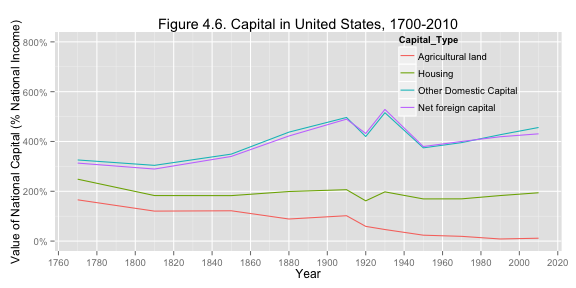 Figure 4.6. Capital in United States, 1700-2010
Value of National Capital (% National Income)
800%
600%
400%
200%
0%
Capital_Type
Agricultural land
Housing
Other Domestic Capital
Net foreign capital
1760 1780 1800 1820 1840 1860 1880 1900 1920 1940 1960 1980 2000 2020
Year